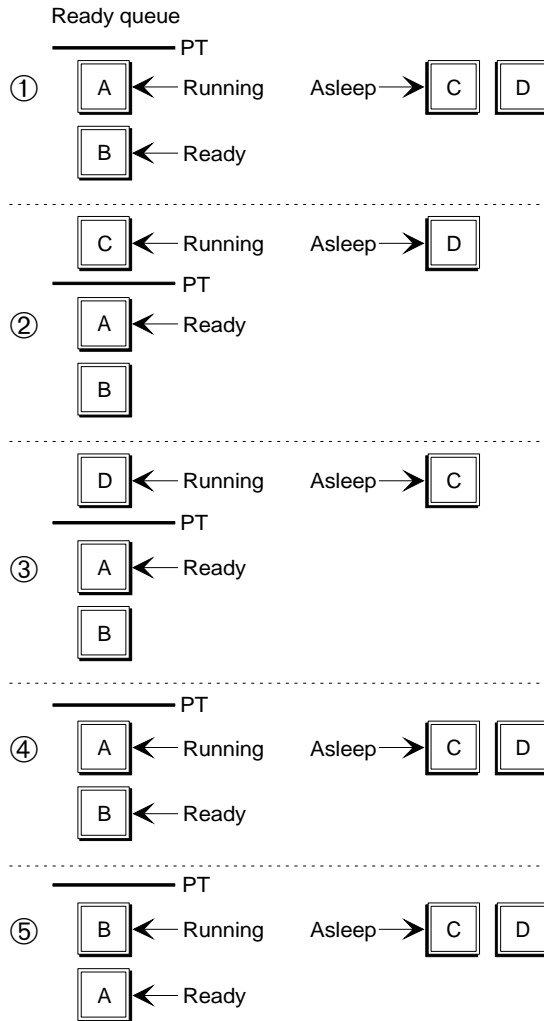 Ready queue
PT
① A Running Asleep C D
B Ready
C Running Asleep D
PT
② A Ready
B
D Running Asleep C
PT
③ A Ready
B
PT
④ A Running Asleep C D
B Ready
PT
⑤ B Running Asleep C D
A Ready